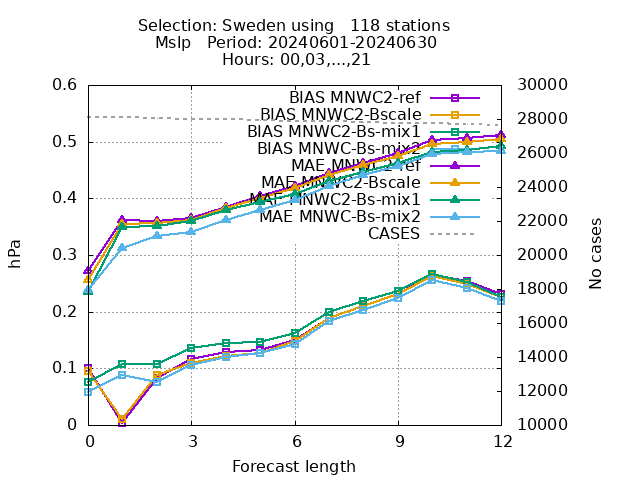 Selection: Sweden using   118 stations
Mslp   Period: 20240601-20240630
Hours: 00,03,...,21
0.6
0.5
0.4
0.3
0.2
0.1
0
hPa
30000
28000
26000
24000
22000
20000
18000
16000
14000
12000
10000
No cases
BIAS MNWC2-ref
BIAS MNWC2-Bscale
BIAS MNWC2-Bs-mix1
BIAS MNWC-Bs-mix2
MAE MNWC2-ref
MAE MNWC2-Bscale
MAE MNWC2-Bs-mix1
MAE MNWC-Bs-mix2
CASES
0 3 6 9 12
Forecast length